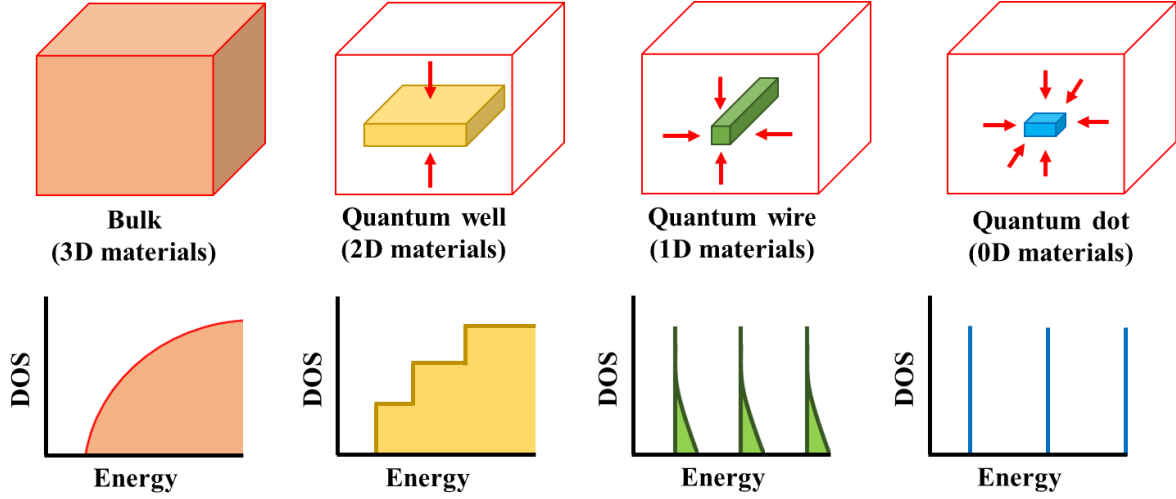 Bulk
(3D materials)
Quantum well
(2D materials)
Quantum wire
(1D materials)
Quantum dot
(0D materials)
DOS
Energy
DOS
Energy
DOS
Energy
DOS
Energy